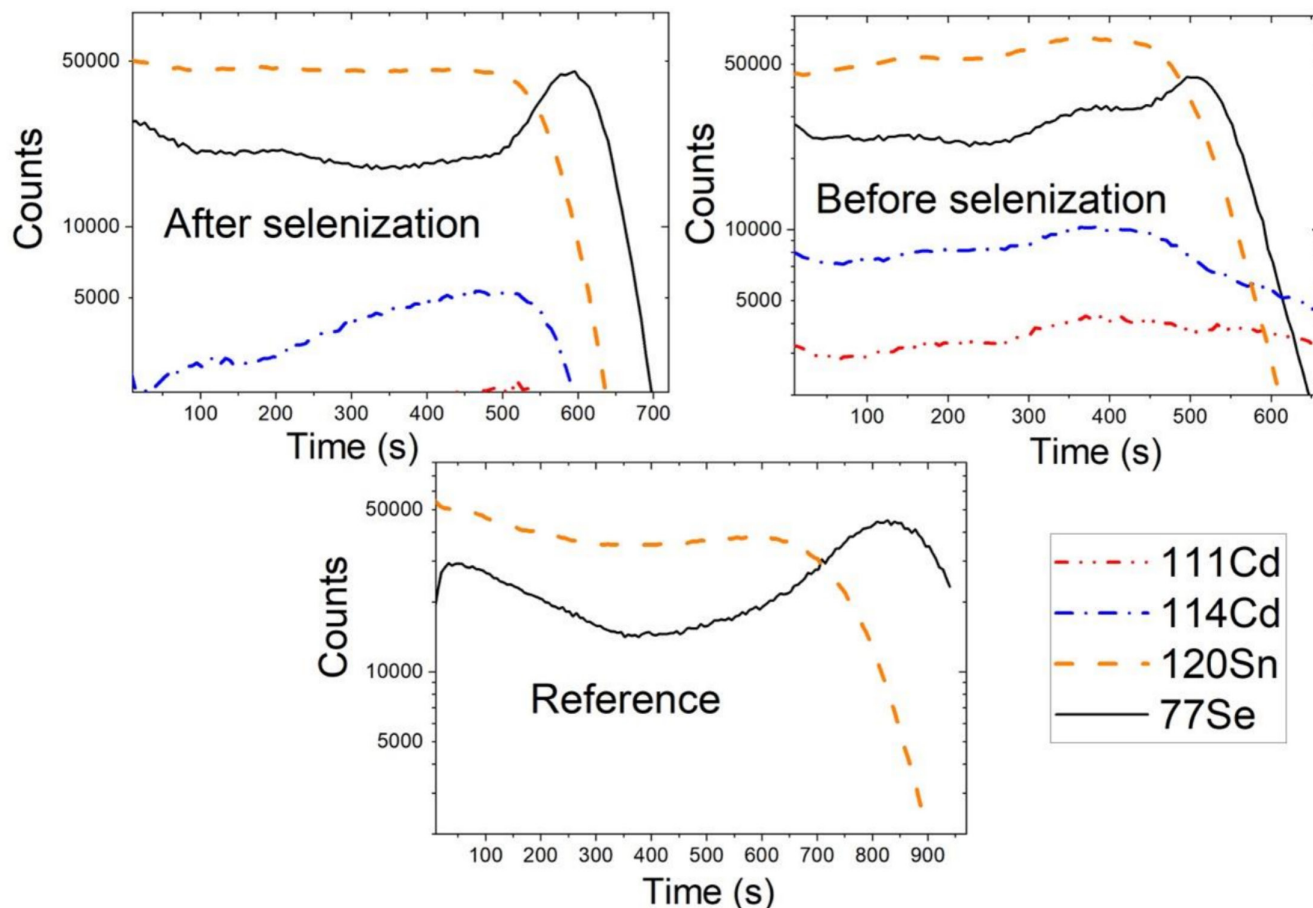 50000
10000
5000
Counts
After selenization
100 200 300 400 500 600 700
Time (s)
50000
10000
5000
Counts
Before selenization
100 200 300 400 500 600
Time (s)
50000
10000
5000
Counts
Reference
100 200 300 400 500 600 700 800 900
Time (s)
111Cd
114Cd
120Sn
77Se